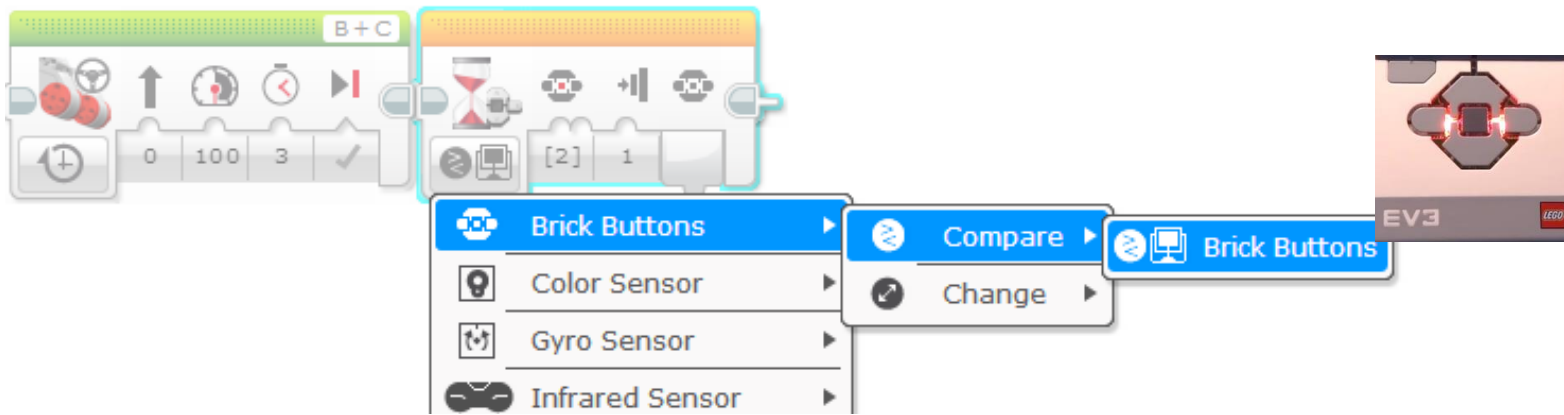 B+C
0 100 3
[2] 1
Brick Buttons
Color Sensor
Gyro Sensor
Infrared Sensor
Compare
Change
Brick Buttons
EV3
LEGO